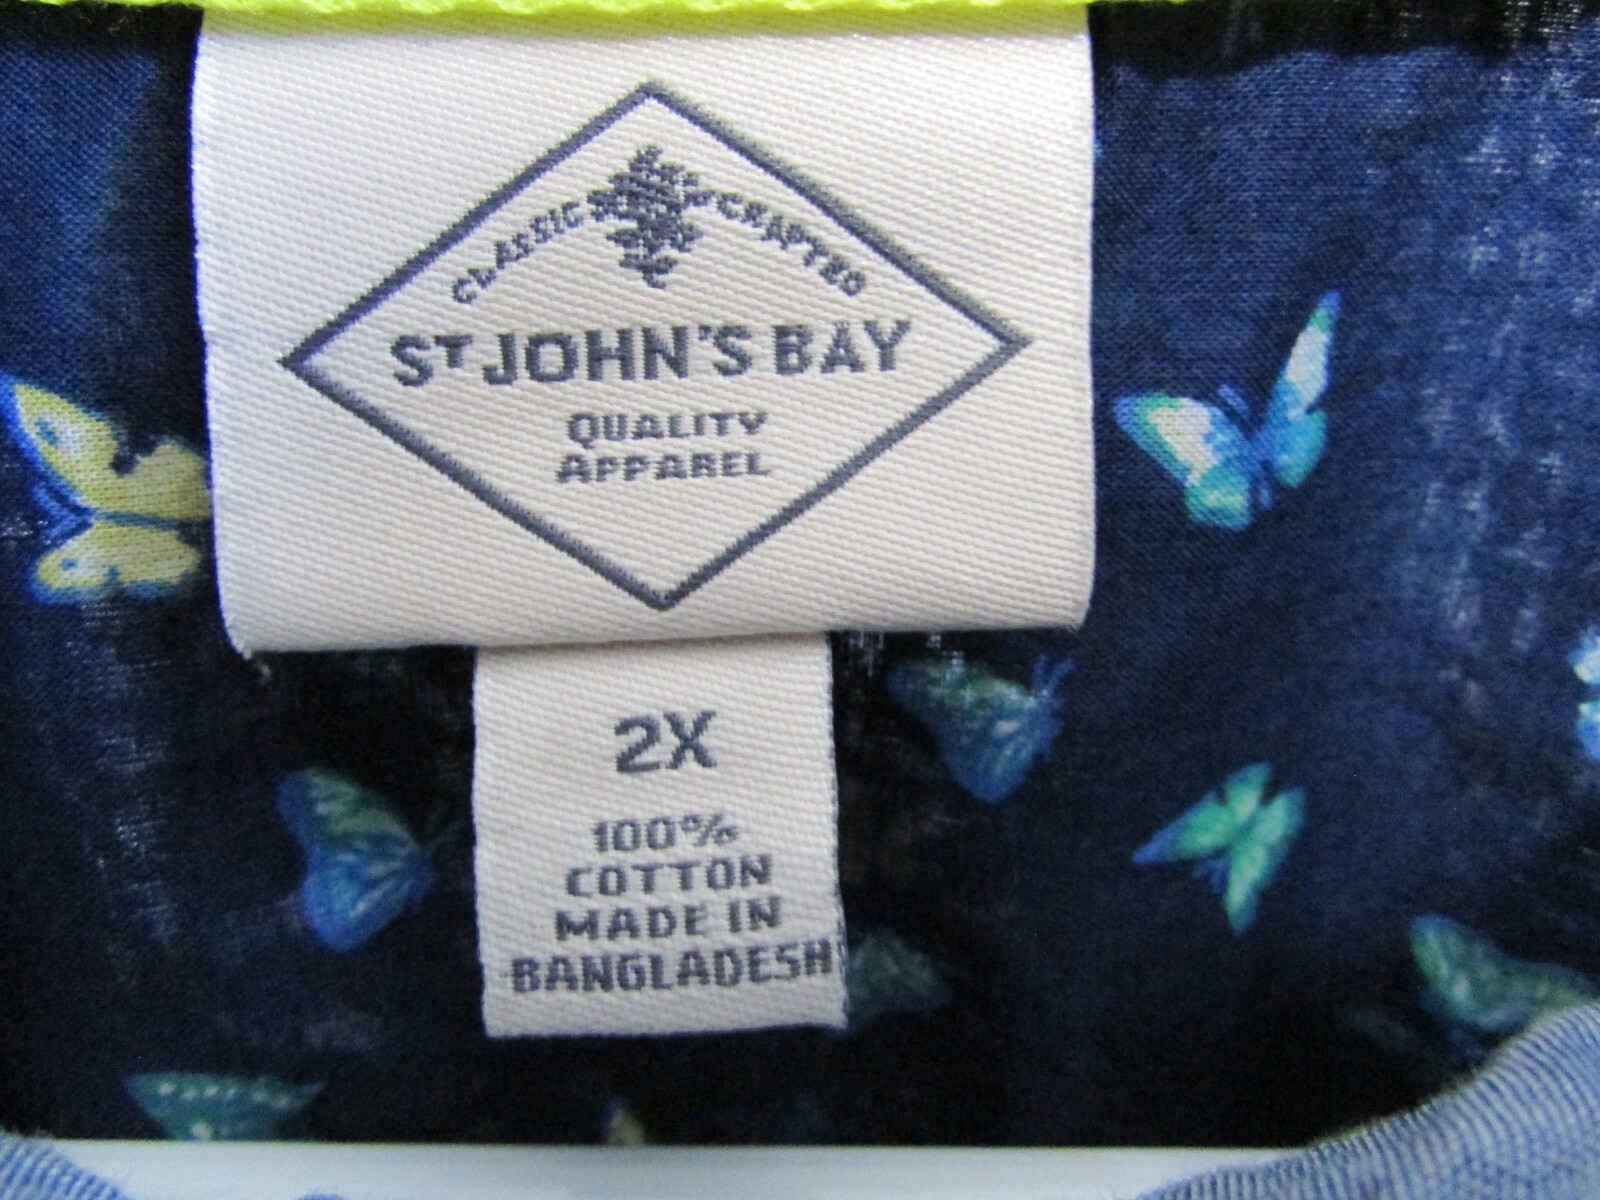 CLASSIC CRAFTED
ST JOHN'S BAY
QUALITY
APPAREL
2X
100%
COTTON
MADE IN
BANGLADESH